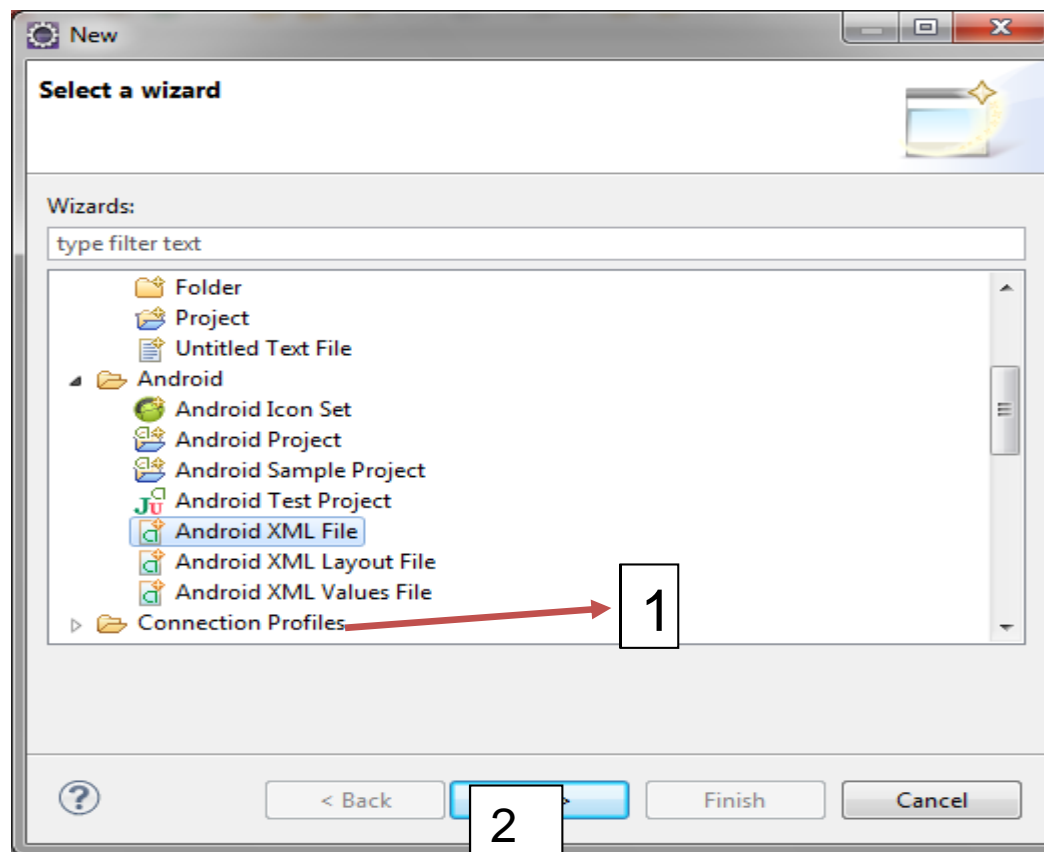 New
Select a wizard
Wizards:
type filter text
Folder
Project
Untitled Text File
Android
Android Icon Set
Android Project
Android Sample Project
Android Test Project
Android XML File
Android XML Layout File
Android XML Values File
Connection Profiles
1
< Back
>
Finish
Cancel
2